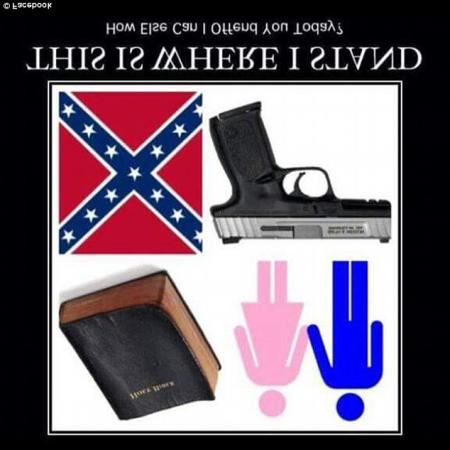 © Facebook
HOLY BIBLE
THIS IS WHERE I STAND
How Else Can I Offend You Today?